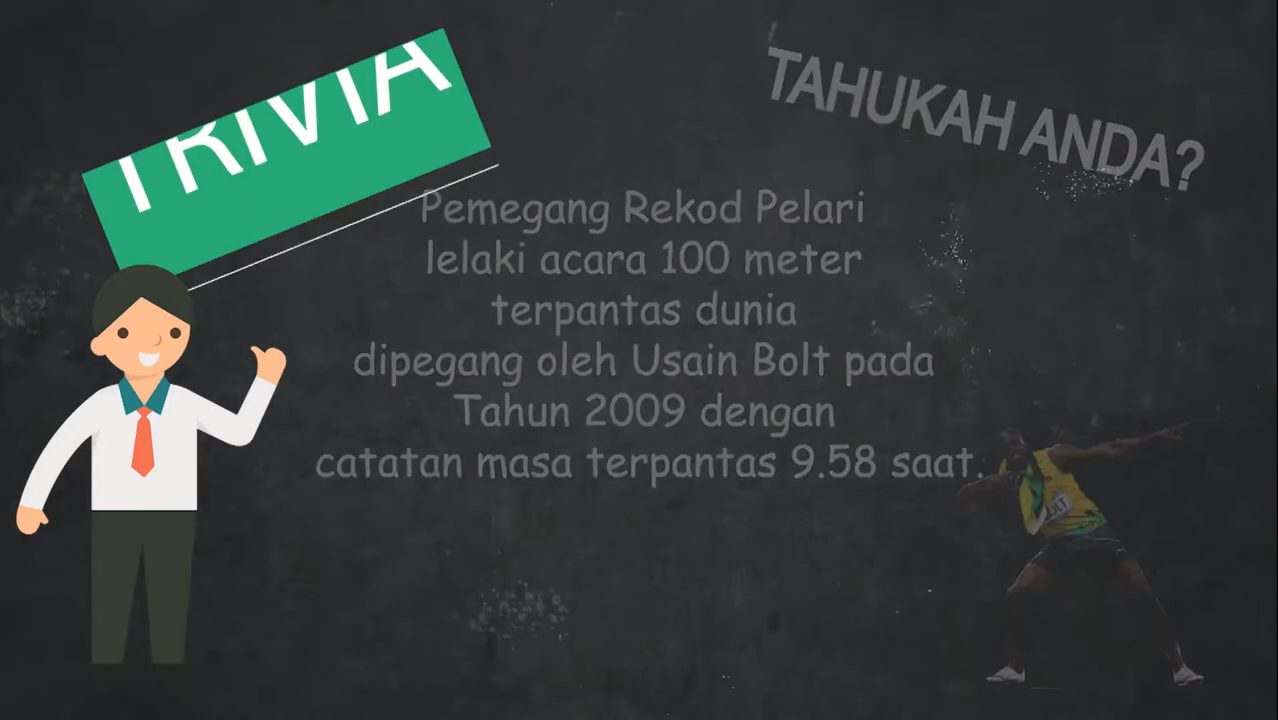 TRIVIA
TAHUKAH ANDA?
Pemegang Rekod Pelari
lelaki acara 100 meter
terpantas dunia
dipegang oleh Usain Bolt pada
Tahun 2009 dengan
catatan masa terpantas 9.58 saat.